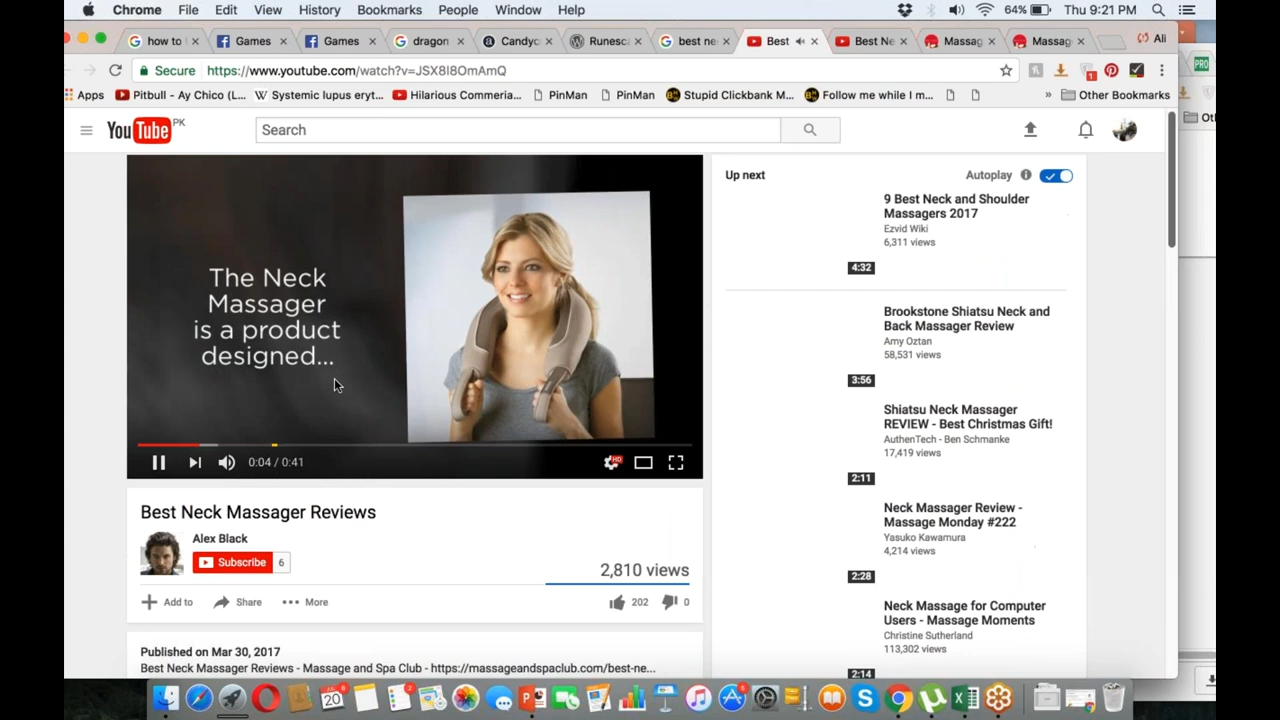 Chrome File Edit View History Bookmarks People Window Help 64% Thu 9:21 PM
how to Games Games dragon Candyc Runesc best ne Best Best Ne Massag Massag Ali
Secure https://www.youtube.com/watch?v=JSX8I8OmAmQ
PRO
Apps Pitbull - Ay Chico (L... Systemic lupus eryt... Hilarious Comme... PinMan PinMan Stupid Clickbait M... Follow me while I m... » Other Bookmarks
YouTube PK
Search
Up next
Autoplay
The Neck
Massager
is a product
designed...
0:04 / 0:41
HD
9 Best Neck and Shoulder
Massagers 2017
Ezvid Wiki
6,311 views
4:32
Brookstone Shiatsu Neck and
Back Massager Review
Amy Oztan
58,531 views
3:56
Shiatsu Neck Massager
REVIEW - Best Christmas Gift!
AuthenTech - Ben Schmanke
17,419 views
2:11
Neck Massager Review -
Massage Monday #222
Yasuko Kawamura
4,214 views
2:28
Neck Massage for Computer
Users - Massage Moments
Christine Sutherland
113,302 views
2:14
Best Neck Massager Reviews
Alex Black
Subscribe 6
2,810 views
Add to Share More 202 0
Published on Mar 30, 2017
Best Neck Massager Reviews - Massage and Spa Club - https://massageandspaclub.com/best-ne...
20